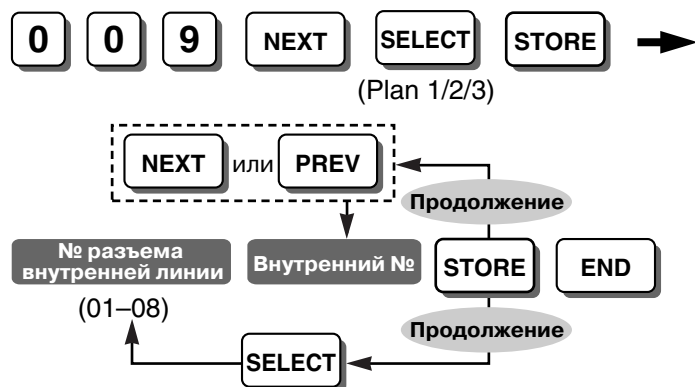 0 0 9 NEXT SELECT STORE
(Plan 1/2/3)
NEXT или PREV
Продолжение
№ разъема
внутренней линии
Внутренний №
STORE
END
(01–08)
Продолжение
SELECT